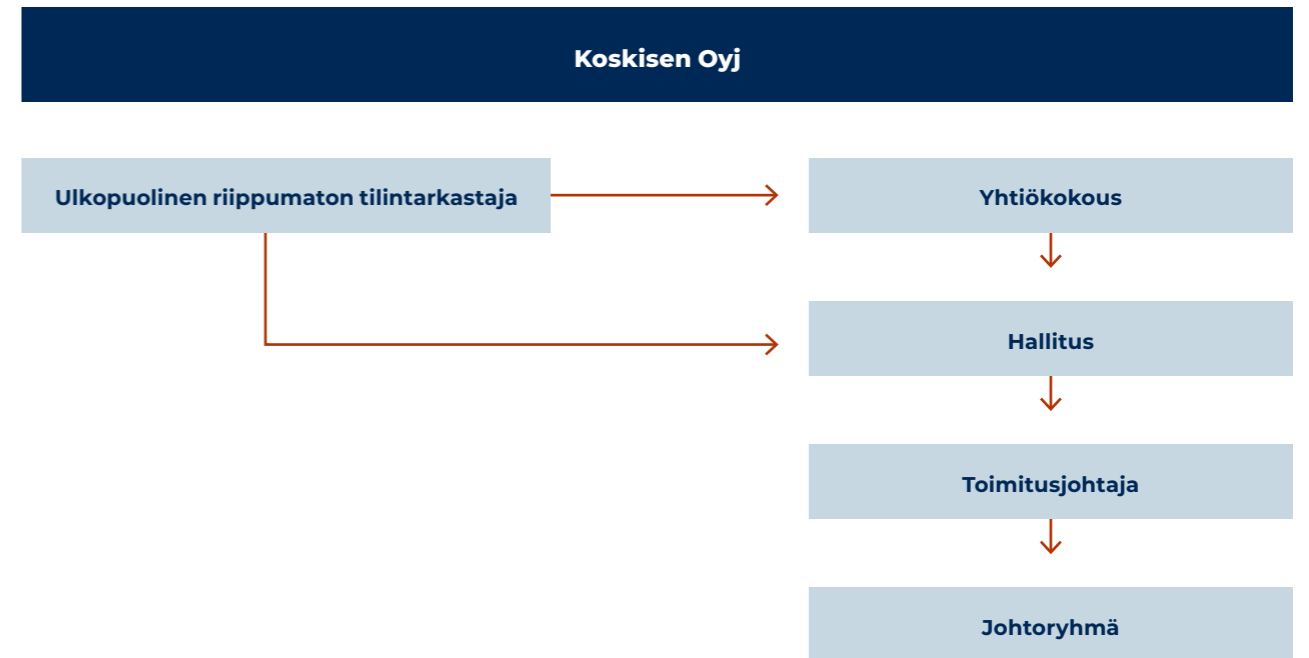 Koskisen Oyj
Ulkopuolinen riippumaton tilintarkastaja
Yhtiökokous
Hallitus
Toimitusjohtaja
Johtoryhmä